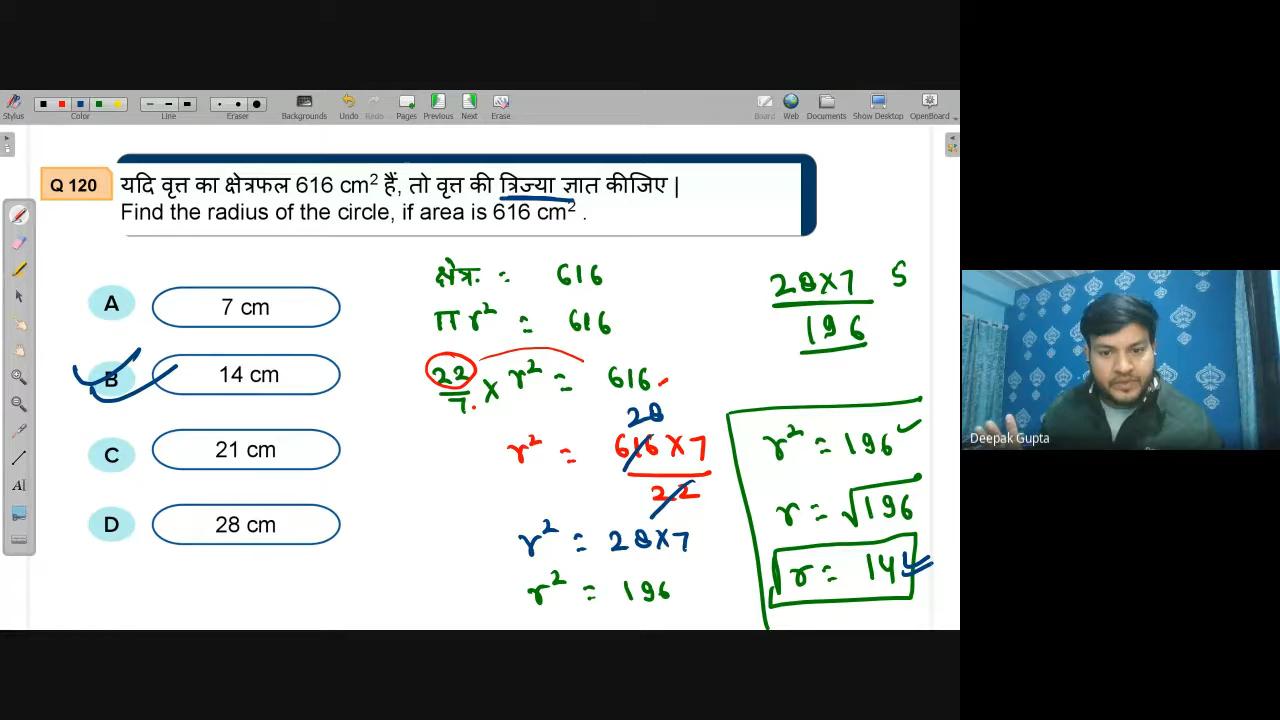 Stylus
Color
Line
Eraser
Backgrounds
Undo
Redo
Pages
Previous
Next
Erase
Board
Web
Documents
Show Desktop
OpenBoard
Q 120
यदि वृत्त का क्षेत्रफल 616 cm² हैं, तो वृत्त की त्रिज्या ज्ञात कीजिए |
Find the radius of the circle, if area is 616 cm² .
A
7 cm
B
14 cm
C
21 cm
D
28 cm
क्षेत्र. = 616
π r² = 616
22/7 × r² = 616
28
r² = 616 × 7 / 22
r² = 28×7
r² = 196
28×7
196
r² = 196
r = √196
r = 14
Deepak Gupta